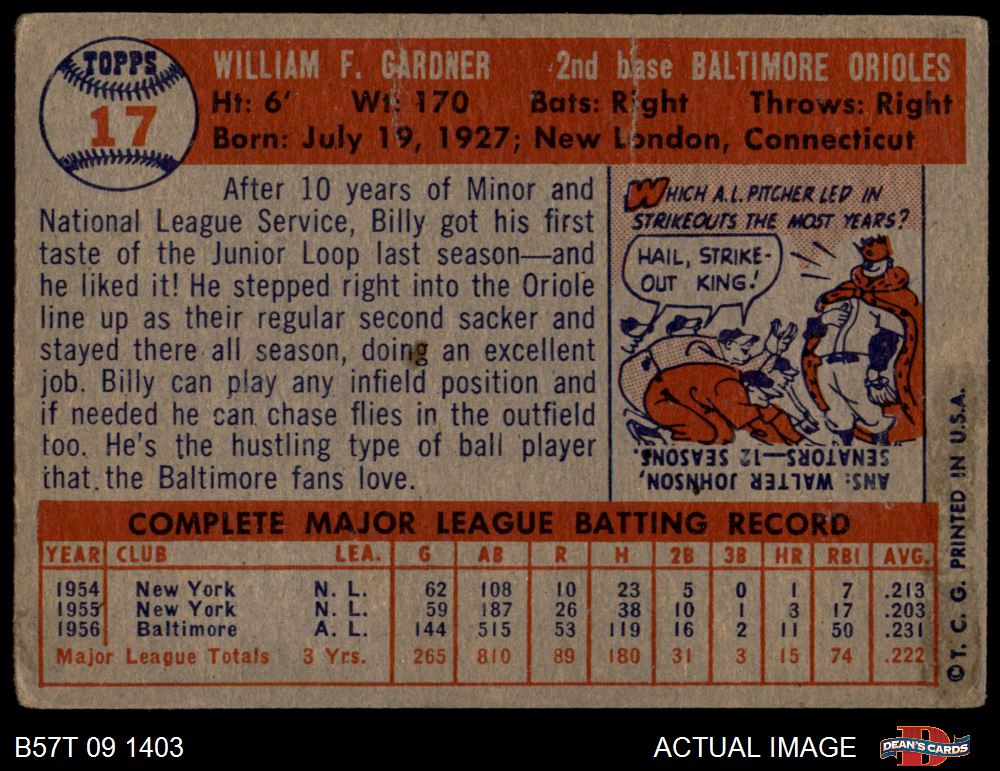 TOPPS
17
WILLIAM F. GARDNER 2nd base BALTIMORE ORIOLES
Ht: 6' Wt: 170 Bats: Right Throws: Right
Born: July 19, 1927; New London, Connecticut
After 10 years of Minor and
National League Service, Billy got his first
taste of the Junior Loop last season—and
he liked it! He stepped right into the Oriole
line up as their regular second sacker and
stayed there all season, doing an excellent
job. Billy can play any infield position and
if needed he can chase flies in the outfield
too. He's the hustling type of ball player
that the Baltimore fans love.
WHICH A.L. PITCHER LED IN
STRIKEOUTS THE MOST YEARS?
HAIL, STRIKE-
OUT KING!
ANS: WALTER JOHNSON,
SENATORS—12 SEASONS.
COMPLETE MAJOR LEAGUE BATTING RECORD
YEAR CLUB LEA. G AB R H 2B 3B HR RBI AVG.
1954 New York N. L. 62 108 10 23 5 0 1 7 .213
1955 New York N. L. 59 187 26 38 10 1 3 17 .203
1956 Baltimore A. L. 144 515 53 119 16 2 11 50 .231
Major League Totals 3 Yrs. 265 810 89 180 31 3 15 74 .222
© T. C. G. PRINTED IN U.S.A.
B57T 09 1403
ACTUAL IMAGE
DEAN'S CARDS